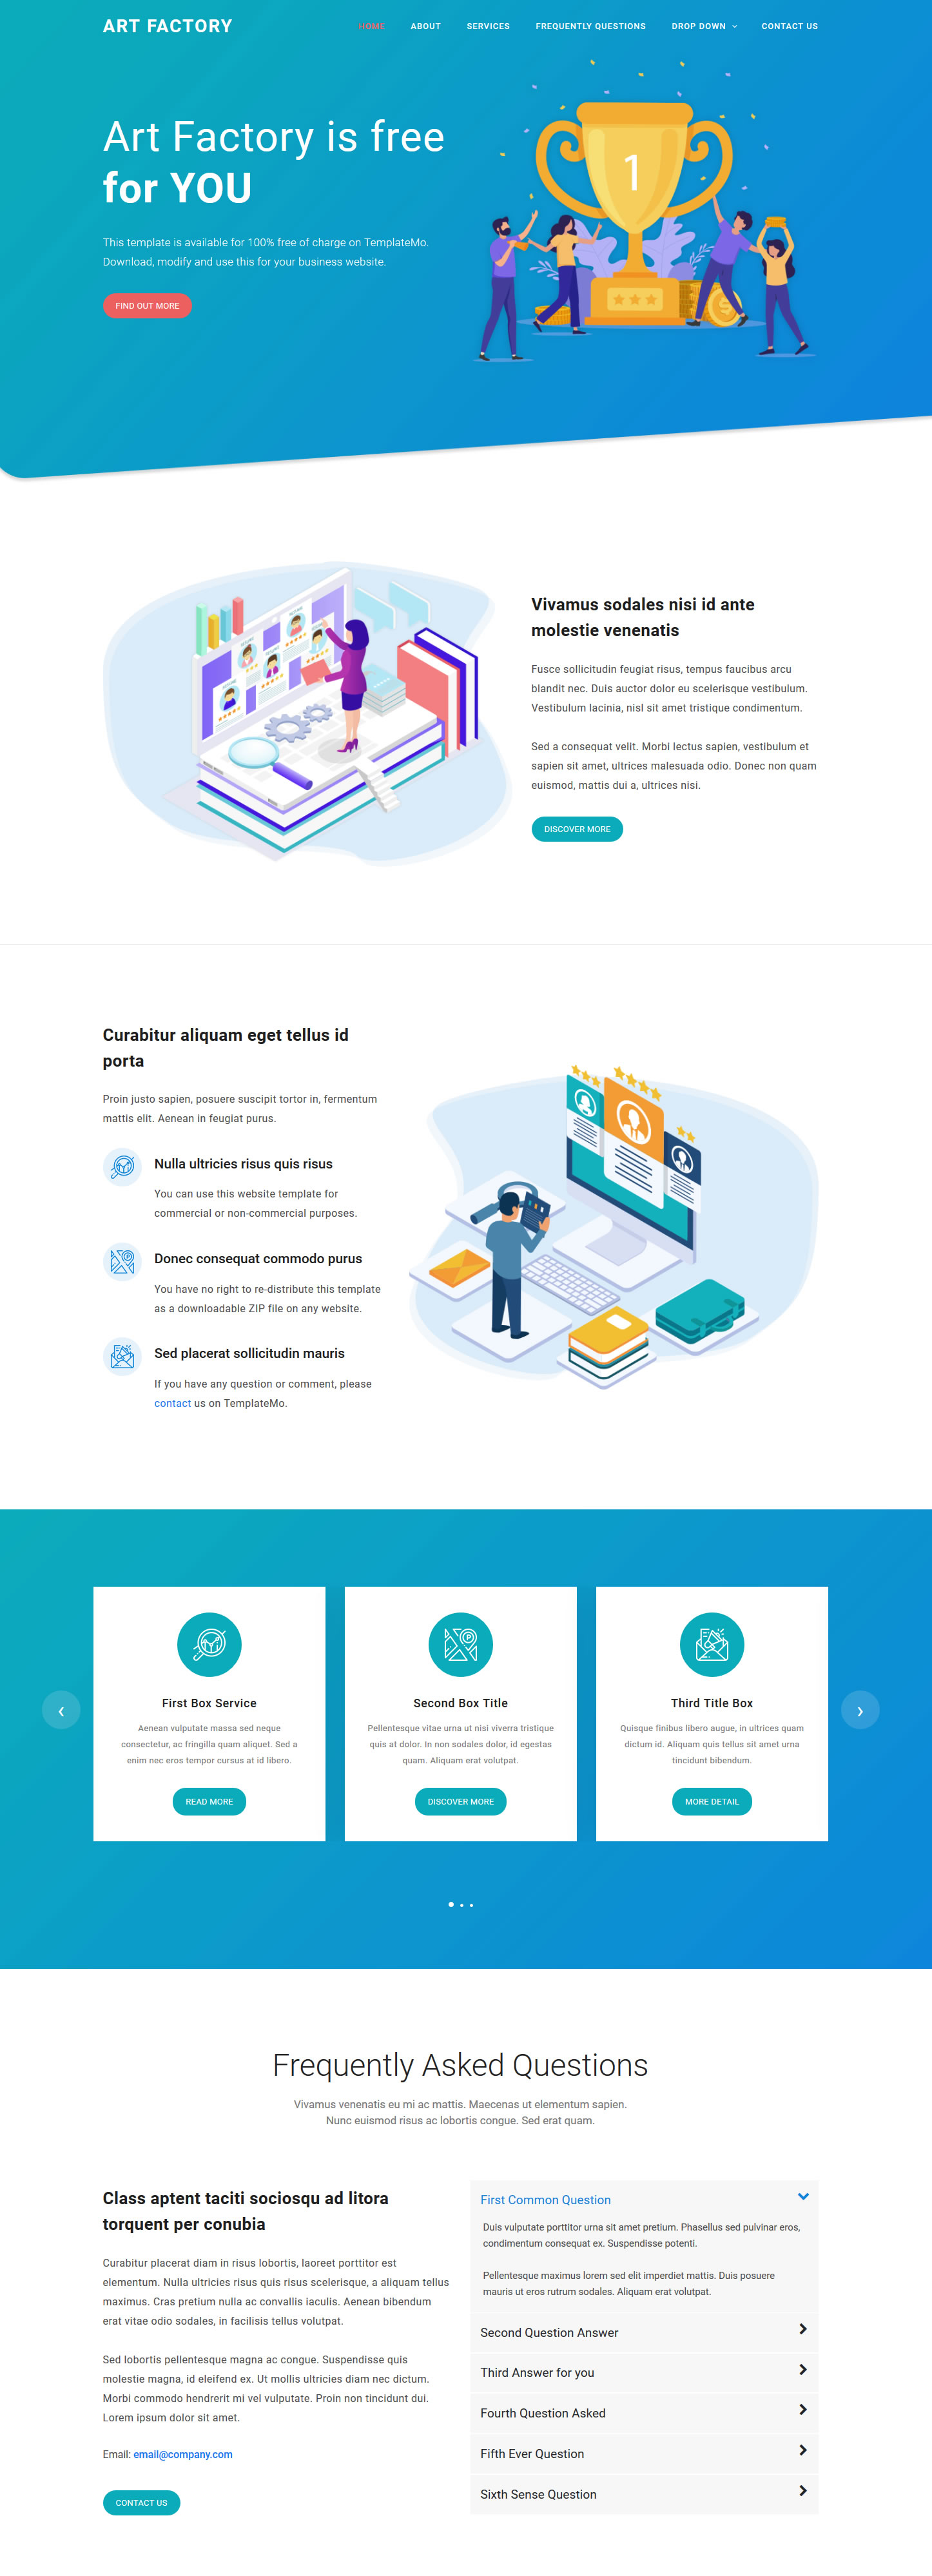 ART FACTORY
HOME
ABOUT
SERVICES
FREQUENTLY QUESTIONS
DROP DOWN
CONTACT US
Art Factory is free
for YOU
This template is available for 100% free of charge on TemplateMo.
Download, modify and use this for your business website.
FIND OUT MORE
1
Vivamus sodales nisi id ante
molestie venenatis
Fusce sollicitudin feugiat risus, tempus faucibus arcu
blandit nec. Duis auctor dolor eu scelerisque vestibulum.
Vestibulum lacinia, nisl sit amet tristique condimentum.
Sed a consequat velit. Morbi lectus sapien, vestibulum et
sapien sit amet, ultrices malesuada odio. Donec non quam
euismod, mattis dui a, ultrices nisi.
DISCOVER MORE
Curabitur aliquam eget tellus id
porta
Proin justo sapien, posuere suscipit tortor in, fermentum
mattis elit. Aenean in feugiat purus.
Nulla ultricies risus quis risus
You can use this website template for
commercial or non-commercial purposes.
Donec consequat commodo purus
You have no right to re-distribute this template
as a downloadable ZIP file on any website.
Sed placerat sollicitudin mauris
If you have any question or comment, please
contact us on TemplateMo.
First Box Service
Aenean vulputate massa sed neque
consectetur, ac fringilla quam aliquet. Sed a
enim nec eros tempor cursus at id libero.
READ MORE
Second Box Title
Pellentesque vitae urna ut nisi viverra tristique
quis at dolor. In non sodales dolor, id egestas
quam. Aliquam erat volutpat.
DISCOVER MORE
Third Title Box
Quisque finibus libero augue, in ultrices quam
dictum id. Aliquam quis tellus sit amet urna
tincidunt bibendum.
MORE DETAIL
Frequently Asked Questions
Vivamus venenatis eu mi ac mattis. Maecenas ut elementum sapien.
Nunc euismod risus ac lobortis congue. Sed erat quam.
Class aptent taciti sociosqu ad litora
torquent per conubia
Curabitur placerat diam in risus lobortis, laoreet porttitor est
elementum. Nulla ultricies risus quis risus scelerisque, a aliquam tellus
maximus. Cras pretium nulla ac convallis iaculis. Aenean bibendum
erat vitae odio sodales, in facilisis tellus volutpat.
Sed lobortis pellentesque magna ac congue. Suspendisse quis
molestie magna, id eleifend ex. Ut mollis ultricies diam nec dictum.
Morbi commodo hendrerit mi vel vulputate. Proin non tincidunt dui.
Lorem ipsum dolor sit amet.
Email: email@company.com
CONTACT US
First Common Question
Duis vulputate porttitor urna sit amet pretium. Phasellus sed pulvinar eros,
condimentum consequat ex. Suspendisse potenti.
Pellentesque maximus lorem sed elit imperdiet mattis. Duis posuere
mauris ut eros rutrum sodales. Aliquam erat volutpat.
Second Question Answer
Third Answer for you
Fourth Question Asked
Fifth Ever Question
Sixth Sense Question